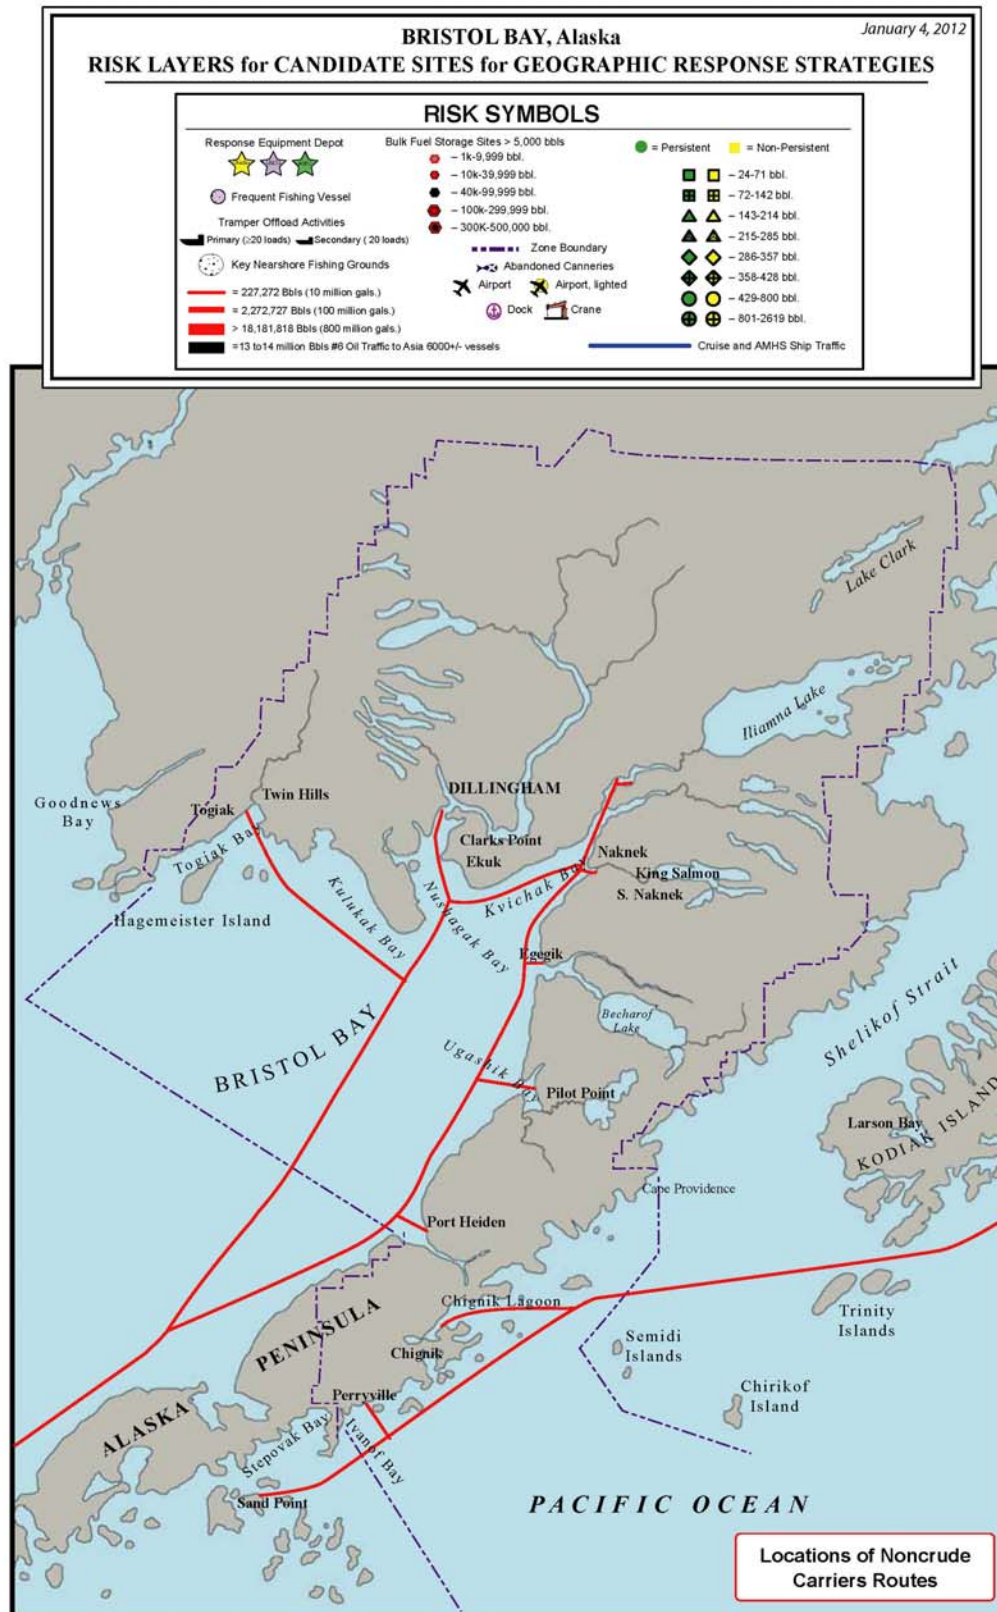 January 4, 2012
BRISTOL BAY, Alaska
RISK LAYERS for CANDIDATE SITES for GEOGRAPHIC RESPONSE STRATEGIES
RISK SYMBOLS
Response Equipment Depot
Frequent Fishing Vessel
Tramper Offload Activities
Primary (≥20 loads)
Secondary ( 20 loads)
Key Nearshore Fishing Grounds
= 227,272 Bbls (10 million gals.)
= 2,272,727 Bbls (100 million gals.)
> 18,181,818 Bbls (800 million gals.)
=13 to14 million Bbls #6 Oil Traffic to Asia 6000+/- vessels
Bulk Fuel Storage Sites > 5,000 bbls
– 1k-9,999 bbl.
– 10k-39,999 bbl.
– 40k-99,999 bbl.
– 100k-299,999 bbl.
– 300K-500,000 bbl.
Zone Boundary
Abandoned Canneries
Airport
Airport, lighted
Dock
Crane
= Persistent
= Non-Persistent
– 24-71 bbl.
– 72-142 bbl.
– 143-214 bbl.
– 215-285 bbl.
– 286-357 bbl.
– 358-428 bbl.
– 429-800 bbl.
– 801-2619 bbl.
Cruise and AMHS Ship Traffic
Lake Clark
Iliamna Lake
Goodnews
Bay
Togiak
Twin Hills
DILLINGHAM
Togiak Bay
Clarks Point
Ekuk
Naknek
King Salmon
S. Naknek
Kvichak Bay
Hagemeister Island
Kulukak Bay
Nushagak Bay
Egegik
Becharof
Lake
Shelikof Strait
BRISTOL BAY
Ugashik Bay
Pilot Point
Larson Bay
KODIAK ISLAND
Cape Providence
Port Heiden
Chignik Lagoon
Trinity
Islands
Semidi
Islands
Chignik
PENINSULA
Chirikof
Island
Perryville
ALASKA
Stepovak Bay
Ivanof Bay
Sand Point
PACIFIC OCEAN
Locations of Noncrude
Carriers Routes